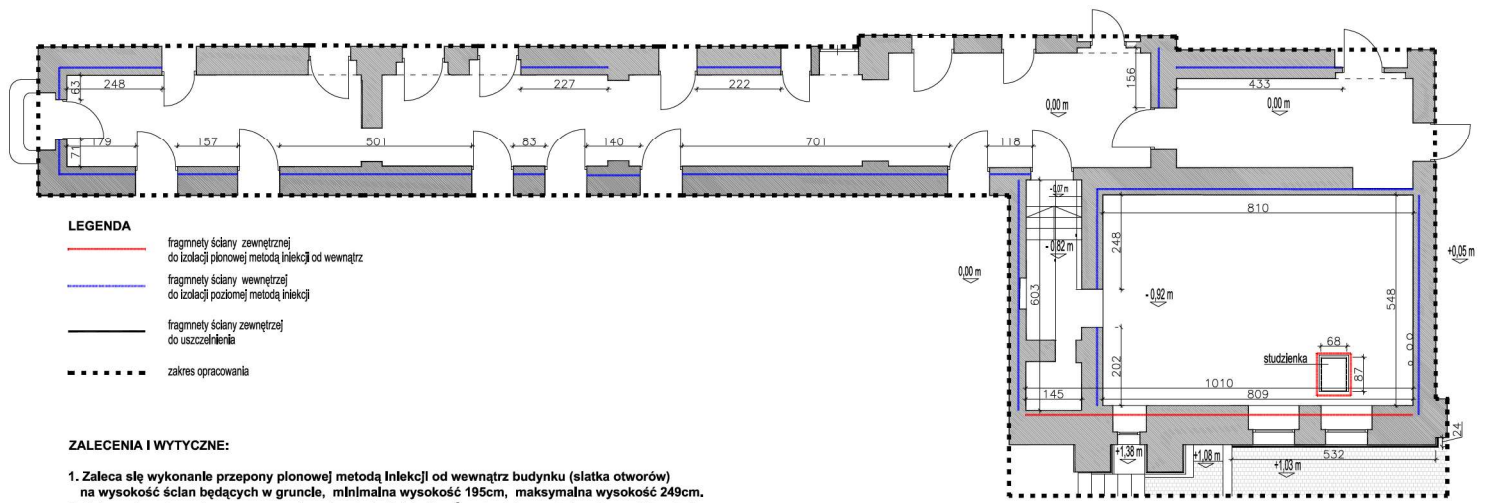 156
433
63
248
227
222
0,00 m
0,00 m
71
179
157
501
83
140
701
118
-0,07 m
810
LEGENDA
fragmnety ściany zewnętrznej
do izolacji pionowej metodą iniekcji od wewnątrz
fragmnety ściany wewnętrzej
do izolacji poziomej metodą iniekcji
fragmnety ściany zewnętrzej
do uszczelnienia
zakres opracowania
248
- 0,82 m
+0,05 m
0,00 m
603
- 0,92 m
548
68
studzienka
87
202
1010
145
809
24
532
+1,38 m
+1,08 m
+1,03 m
ZALECENIA I WYTYCZNE:
1. Zaleca się wykonanie przepony pionowej metodą iniekcji od wewnątrz budynku (siatka otworów)
na wysokość ścian będących w gruncie, minimalna wysokość 195cm, maksymalna wysokość 249cm.